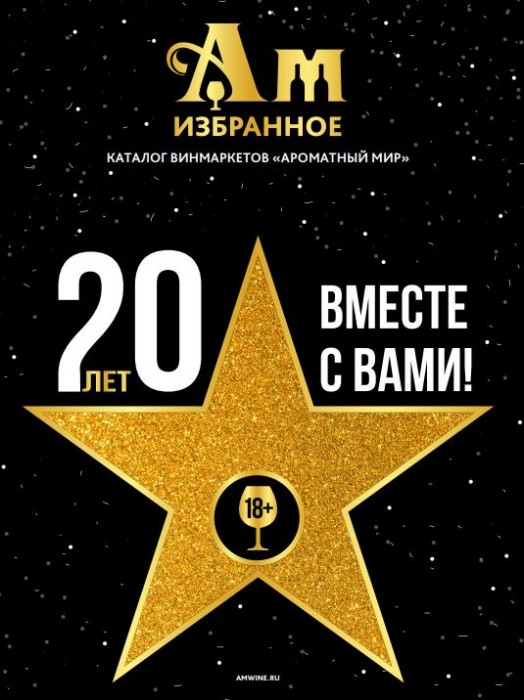 Ам
ИЗБРАННОЕ
КАТАЛОГ ВИНМАРКЕТОВ «АРОМАТНЫЙ МИР»
20
ЛЕТ
ВМЕСТЕ
С ВАМИ!
18+
AMWINE.RU